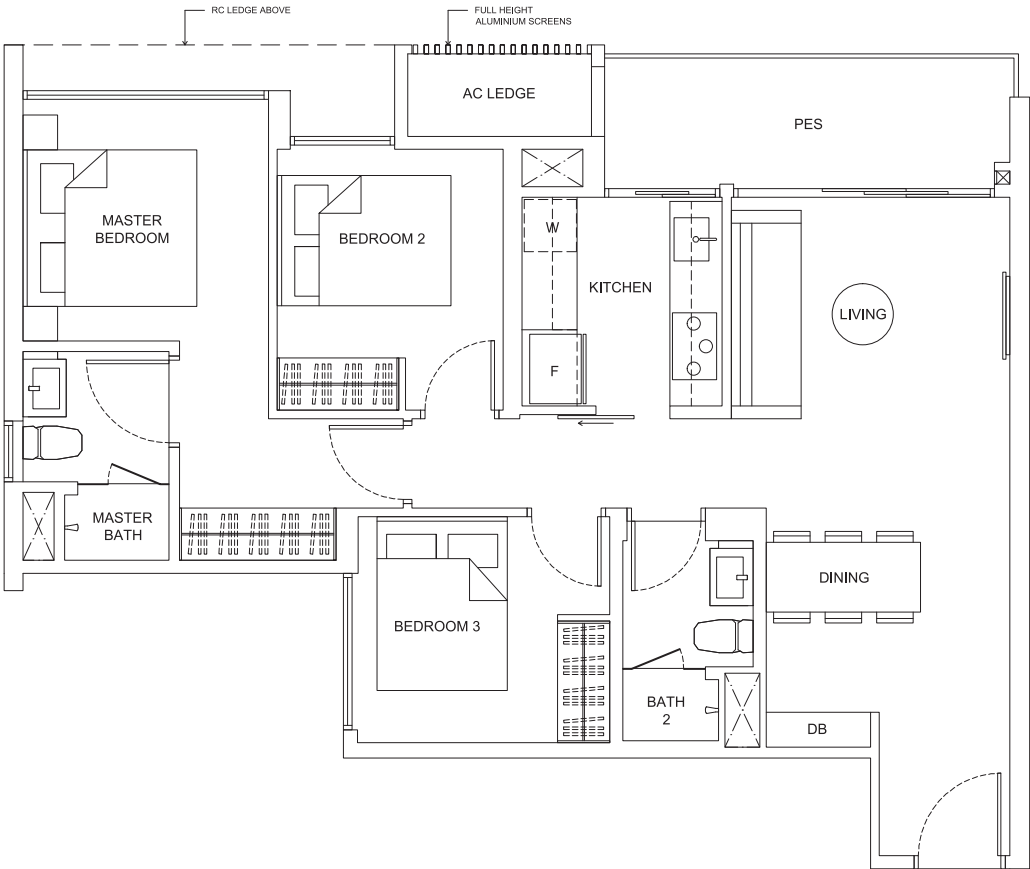 RC LEDGE ABOVE
FULL HEIGHT
ALUMINIUM SCREENS
AC LEDGE
PES
MASTER
BEDROOM
BEDROOM 2
W
KITCHEN
LIVING
F
MASTER
BATH
BEDROOM 3
DINING
BATH
2
DB